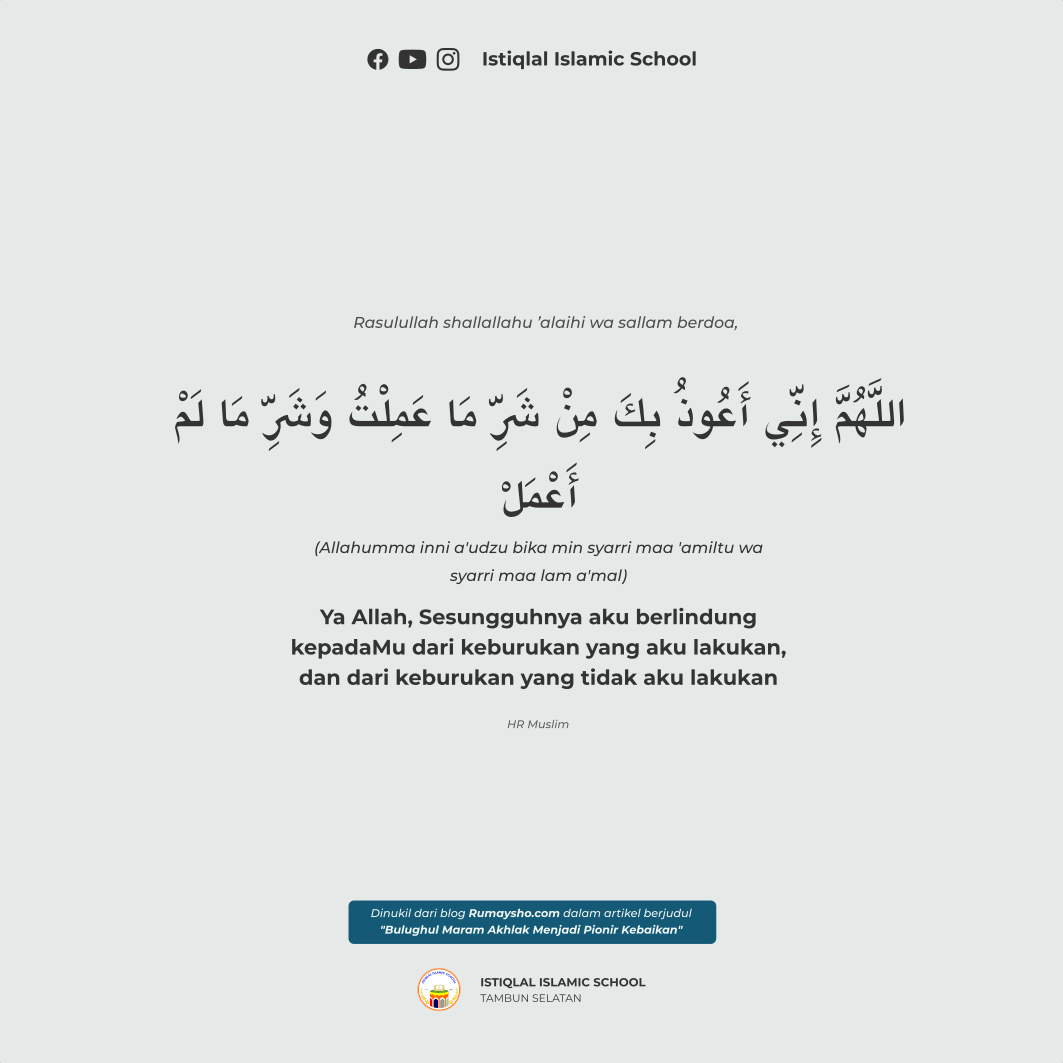 Istiqlal Islamic School
Rasulullah shallallahu ’alaihi wa sallam berdoa,
اللَّهُمَّ إِنِّي أَعُوذُ بِكَ مِنْ شَرِّ مَا عَمِلْتُ وَشَرِّ مَا لَمْ
أَعْمَلْ
(Allahumma inni a'udzu bika min syarri maa 'amiltu wa
syarri maa lam a'mal)
Ya Allah, Sesungguhnya aku berlindung
kepadaMu dari keburukan yang aku lakukan,
dan dari keburukan yang tidak aku lakukan
HR Muslim
Dinukil dari blog Rumaysho.com dalam artikel berjudul
"Bulughul Maram Akhlak Menjadi Pionir Kebaikan"
ISTIQLAL ISLAMIC SCHOOL
TAMBUN SELATAN